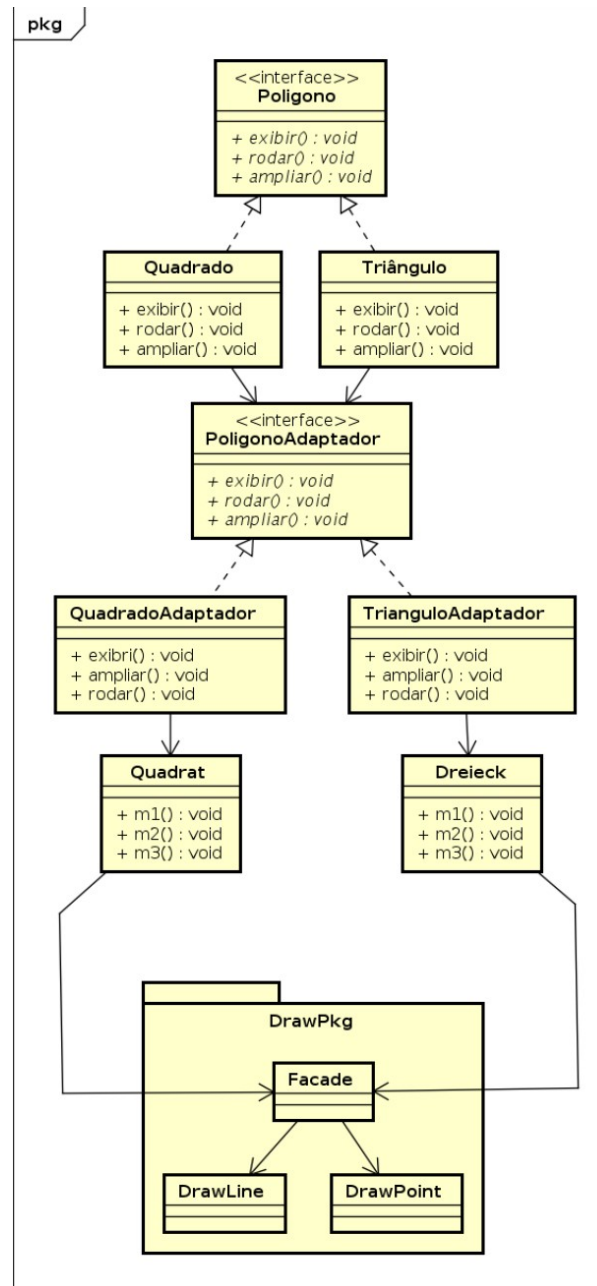 pkg
<<interface>>
Poligono
+ exibir() : void
+ rodar() : void
+ ampliar() : void
Quadrado
+ exibir() : void
+ rodar() : void
+ ampliar() : void
Triângulo
+ exibir() : void
+ rodar() : void
+ ampliar() : void
<<interface>>
PoligonoAdaptador
+ exibir() : void
+ rodar() : void
+ ampliar() : void
QuadradoAdaptador
+ exibri() : void
+ ampliar() : void
+ rodar() : void
TrianguloAdaptador
+ exibir() : void
+ ampliar() : void
+ rodar() : void
Quadrat
+ m1() : void
+ m2() : void
+ m3() : void
Dreieck
+ m1() : void
+ m2() : void
+ m3() : void
DrawPkg
Facade
DrawLine
DrawPoint